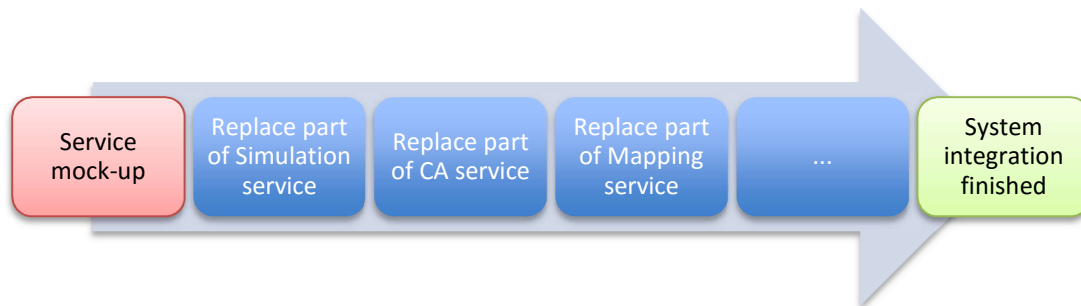 Service
mock-up
Replace part
of Simulation
service
Replace part
of CA service
Replace part
of Mapping
service
...
System
integration
finished